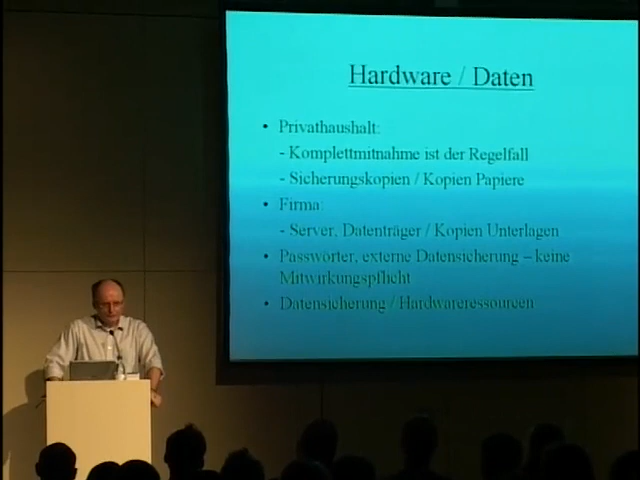 Hardware / Daten
• Privathaushalt:
- Komplettmitnahme ist der Regelfall
- Sicherungskopien / Kopien Papiere
• Firma:
- Server, Datenträger / Kopien Unterlagen
• Passwörter, externe Datensicherung – keine
Mitwirkungspflicht
• Datensicherung / Hardwareressourcen